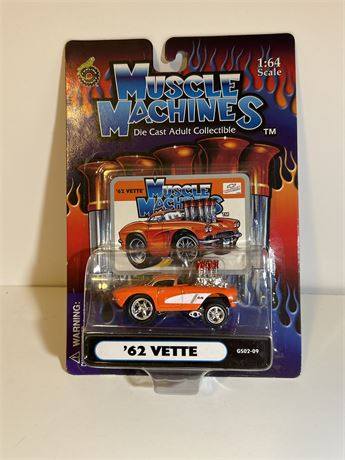 1:64
Scale
MUSCLE
MACHINES
TM
Die Cast Adult Collectible
'62 VETTE
MUSCLE
MACHINES
⚠WARNING:
'62 VETTE
GS02-09